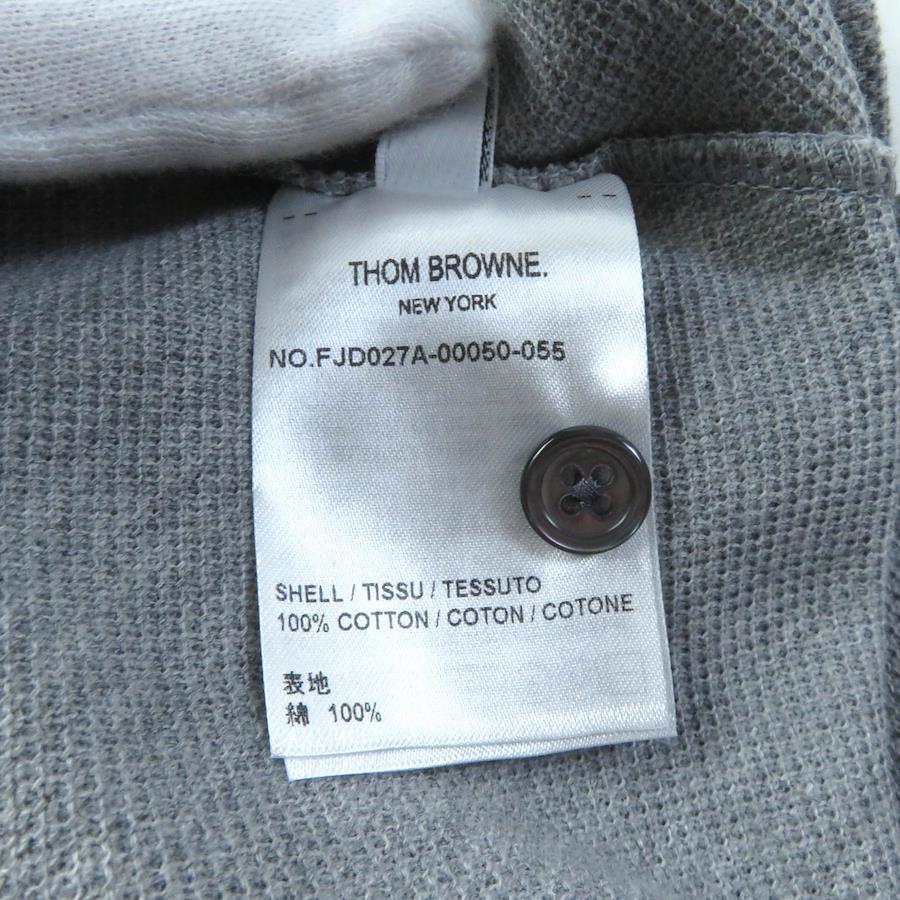 THOM BROWNE.
NEW YORK
NO.FJD027A-00050-055
SHELL / TISSU / TESSUTO
100% COTTON / COTON / COTONE
表地
綿 100%